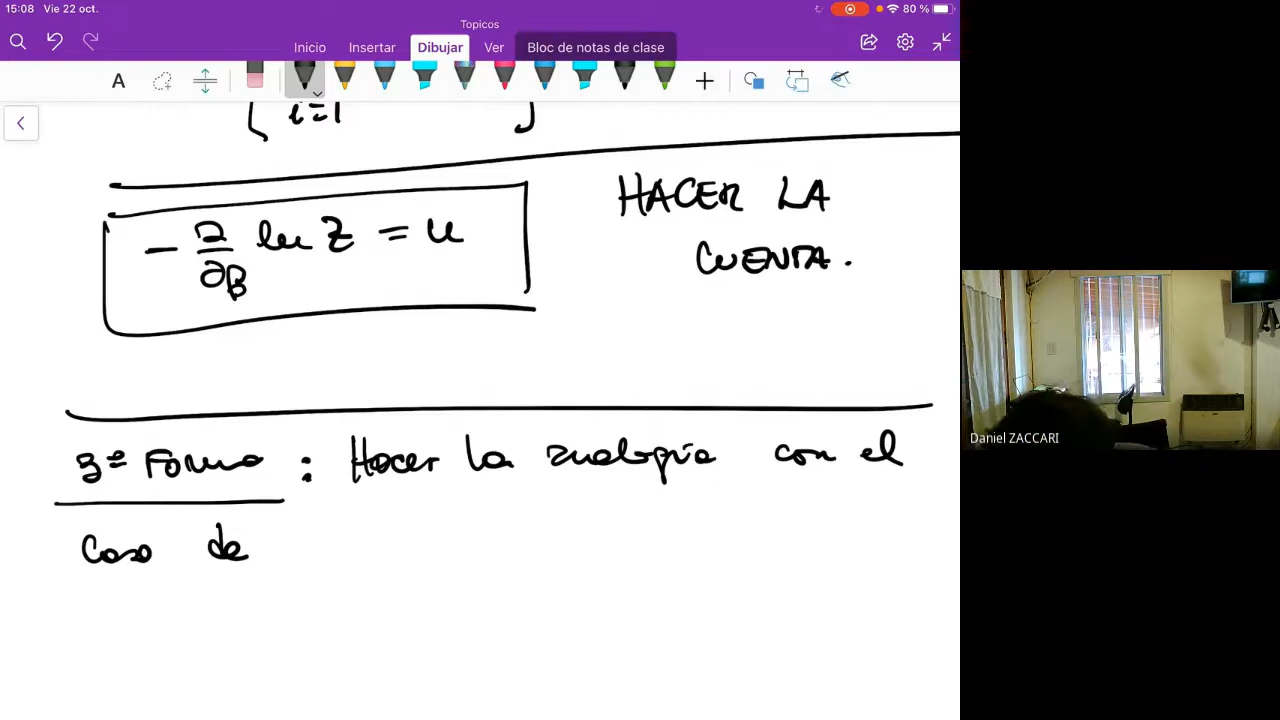 15:08 Vie 22 oct.
80 %
Topicos
Inicio Insertar Dibujar Ver Bloc de notas de clase
A
i=1
- ∂/∂β ln Z = u
HACER LA
CUENTA.
3ª Forma : Hacer la analogía con el
Caso de
Daniel ZACCARI